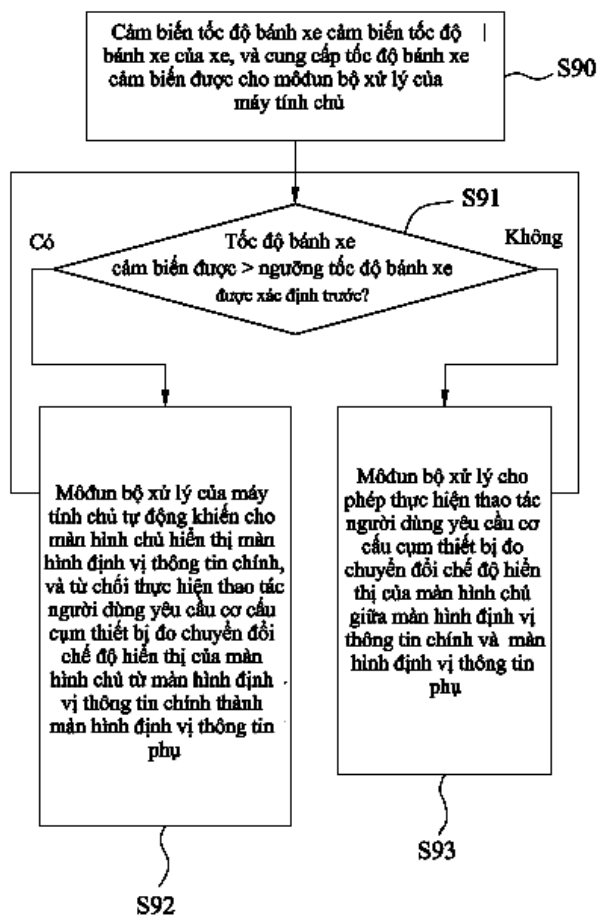 Cảm biến tốc độ bánh xe cảm biến tốc độ
bánh xe của xe, và cung cấp tốc độ bánh xe
cảm biến được cho môđun bộ xử lý của
máy tính chủ
S90
S91
Có
Không
Tốc độ bánh xe
cảm biến được > ngưỡng tốc độ bánh xe
được xác định trước?
Môđun bộ xử lý của máy
tính chủ tự động khiến cho
màn hình chủ hiển thị màn
hình định vị thông tin chính,
và từ chối thực hiện thao tác
người dùng yêu cầu cơ cấu
cụm thiết bị đo chuyển đổi
chế độ hiển thị của màn
hình chủ từ màn hình định
vị thông tin chính thành
màn hình định vị thông tin
phụ
S92
Môđun bộ xử lý cho
phép thực hiện thao tác
người dùng yêu cầu cơ
cấu cụm thiết bị đo
chuyển đổi chế độ hiển
thị của màn hình chủ
giữa màn hình định vị
thông tin chính và màn
hình định vị thông tin
phụ
S93